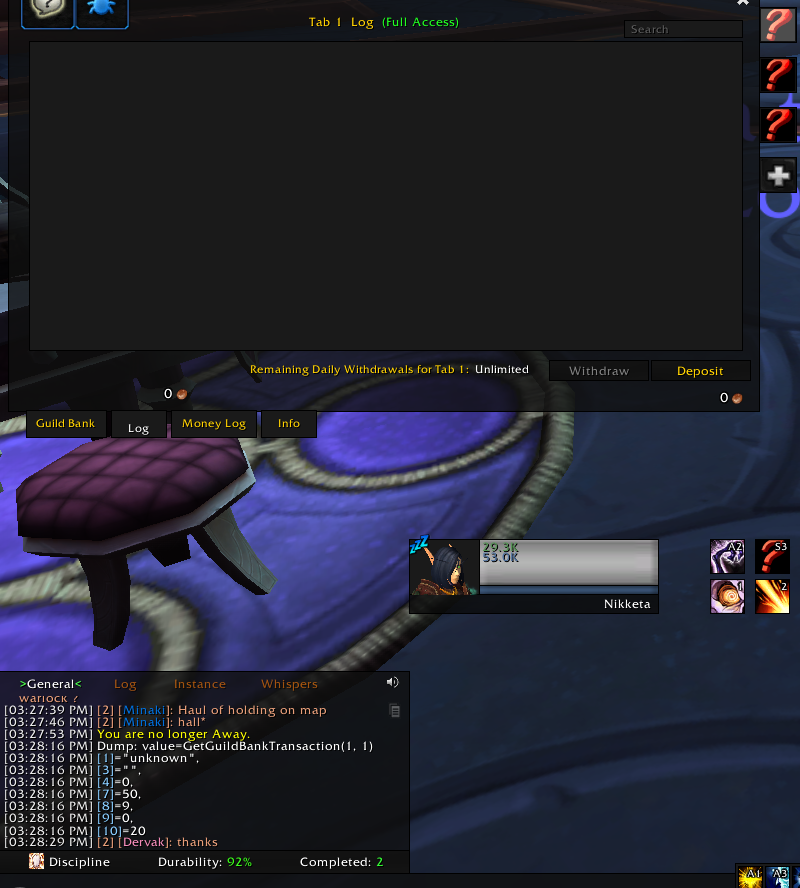 Tab 1 Log (Full Access)
Search
Remaining Daily Withdrawals for Tab 1: Unlimited
Withdraw
Deposit
0
0
Guild Bank
Log
Money Log
Info
29.3K
53.0K
Nikketa
A2
S3
1
2
>General<
Log
Instance
Whispers
warlock ?
[03:27:39 PM] [2] [Minaki]: Haul of holding on map
[03:27:46 PM] [2] [Minaki]: hall*
[03:27:53 PM] You are no longer Away.
[03:28:16 PM] Dump: value=GetGuildBankTransaction(1, 1)
[03:28:16 PM] [1]="unknown",
[03:28:16 PM] [3]="",
[03:28:16 PM] [4]=0,
[03:28:16 PM] [7]=50,
[03:28:16 PM] [8]=9,
[03:28:16 PM] [9]=0,
[03:28:16 PM] [10]=20
[03:28:29 PM] [2] [Dervak]: thanks
Discipline
Durability: 92%
Completed: 2
A1
A3